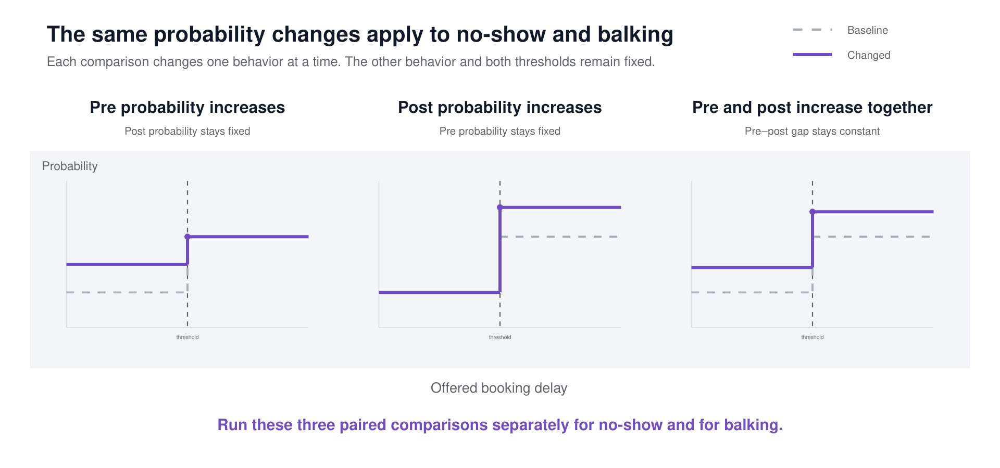 The same probability changes apply to no-show and balking
Each comparison changes one behavior at a time. The other behavior and both thresholds remain fixed.
Baseline
Changed
Pre probability increases
Post probability stays fixed
Post probability increases
Pre probability stays fixed
Pre and post increase together
Pre–post gap stays constant
Probability
threshold
threshold
threshold
Offered booking delay
Run these three paired comparisons separately for no-show and for balking.